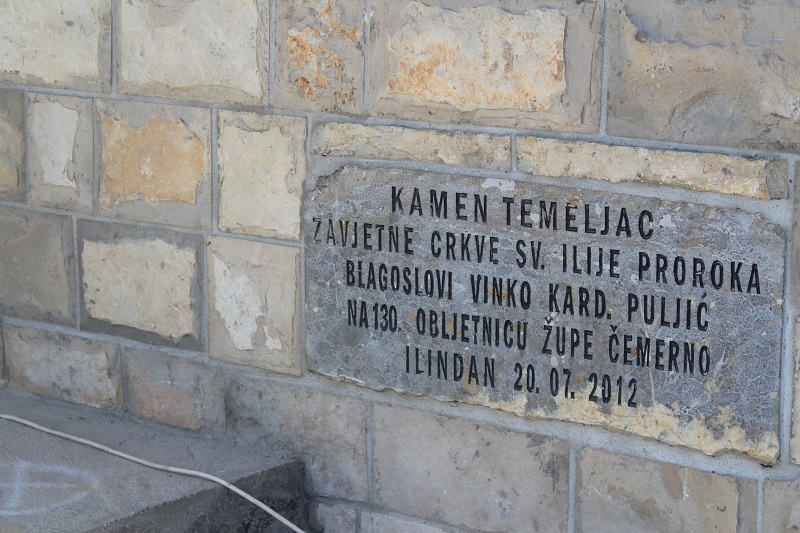 KAMEN TEMELJAC
ZAVJETNE CRKVE SV. ILIJE PROROKA
BLAGOSLOVI VINKO KARD. PULJIĆ
NA 130. OBLJETNICU ŽUPE ČEMERNO
ILINDAN 20. 07. 2012